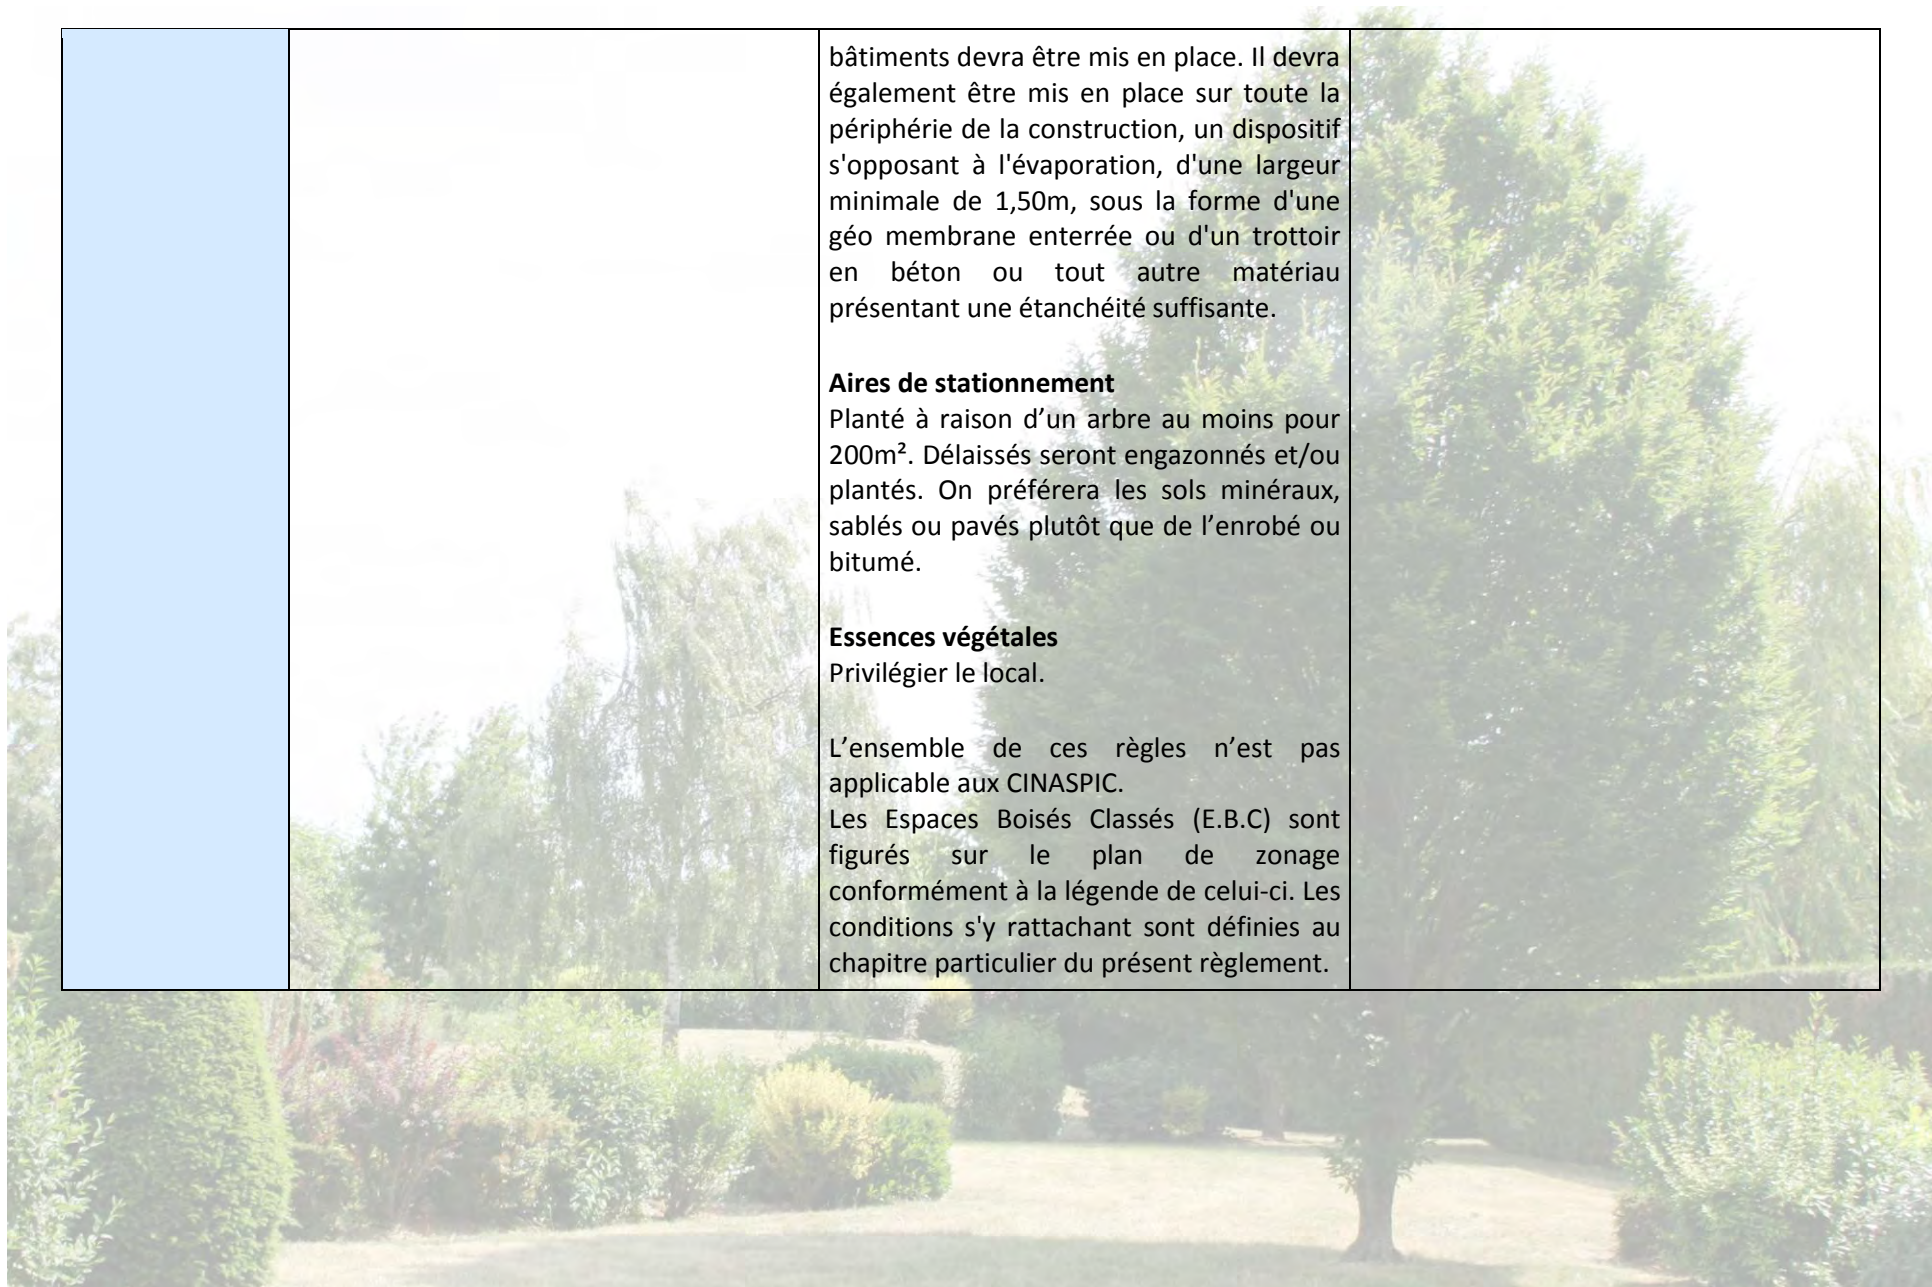 bâtiments devra être mis en place. Il devra
également être mis en place sur toute la
périphérie de la construction, un dispositif
s'opposant à l'évaporation, d'une largeur
minimale de 1,50m, sous la forme d'une
géo membrane enterrée ou d'un trottoir
en béton ou tout autre matériau
présentant une étanchéité suffisante.
Aires de stationnement
Planté à raison d’un arbre au moins pour
200m². Délaissés seront engazonnés et/ou
plantés. On préférera les sols minéraux,
sablés ou pavés plutôt que de l’enrobé ou
bitumé.
Essences végétales
Privilégier le local.
L’ensemble de ces règles n’est pas
applicable aux CINASPIC.
Les Espaces Boisés Classés (E.B.C) sont
figurés sur le plan de zonage
conformément à la légende de celui-ci. Les
conditions s'y rattachant sont définies au
chapitre particulier du présent règlement.